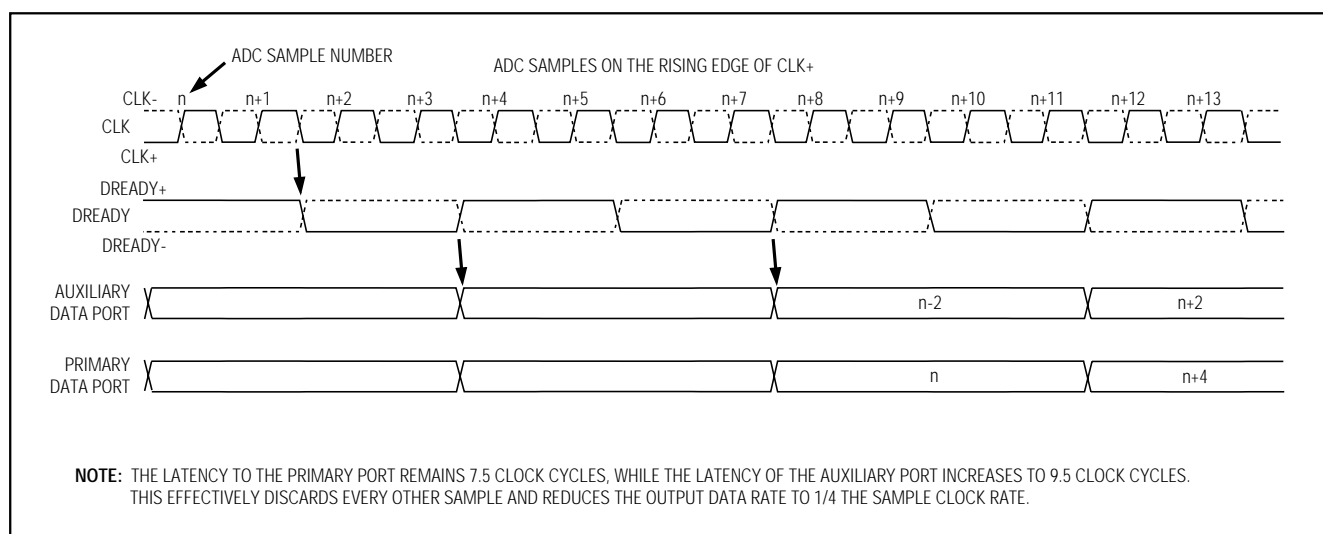 ADC SAMPLE NUMBER
ADC SAMPLES ON THE RISING EDGE OF CLK+
CLK- n n+1 n+2 n+3 n+4 n+5 n+6 n+7 n+8 n+9 n+10 n+11 n+12 n+13
CLK
CLK+
DREADY+
DREADY
DREADY-
AUXILIARY
DATA PORT
n-2 n+2
PRIMARY
DATA PORT
n n+4
NOTE: THE LATENCY TO THE PRIMARY PORT REMAINS 7.5 CLOCK CYCLES, WHILE THE LATENCY OF THE AUXILIARY PORT INCREASES TO 9.5 CLOCK CYCLES.
THIS EFFECTIVELY DISCARDS EVERY OTHER SAMPLE AND REDUCES THE OUTPUT DATA RATE TO 1/4 THE SAMPLE CLOCK RATE.